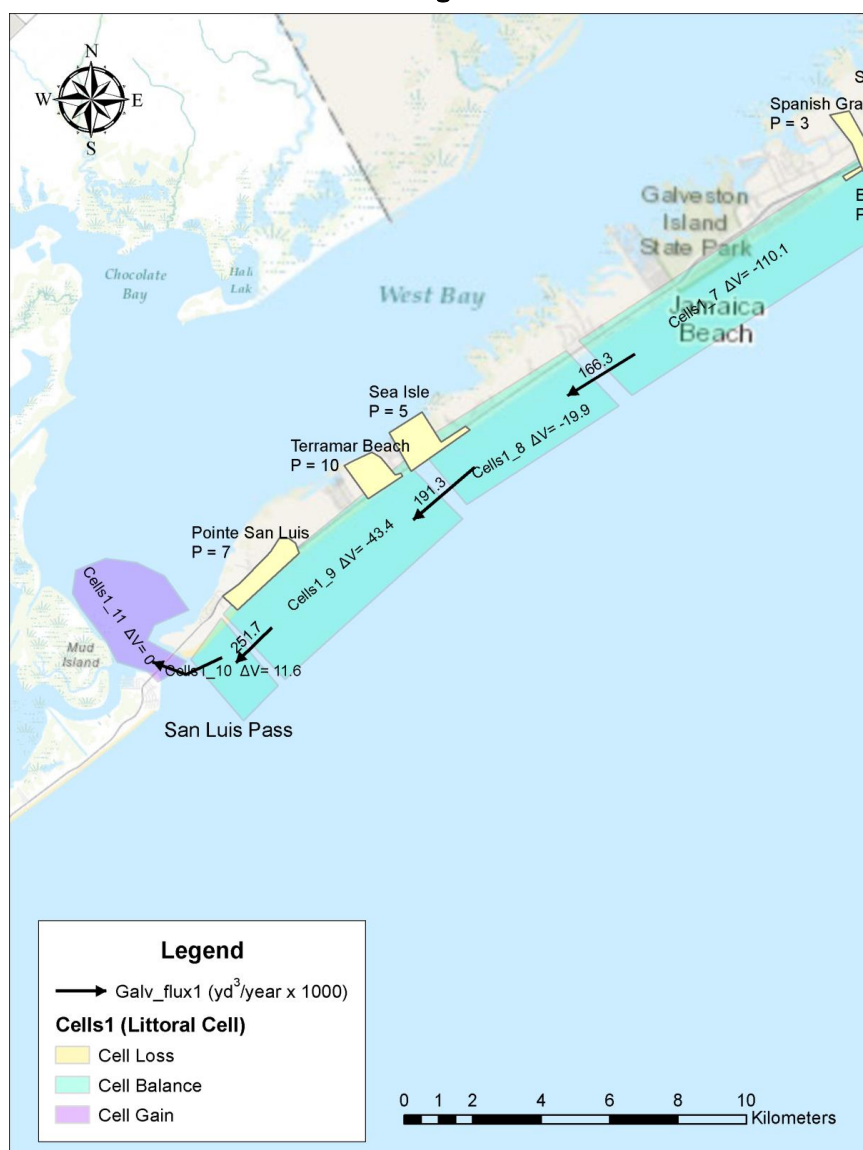 N
W
E
S
S
Spanish Gra
P = 3
Galveston
Island
State Park
B
P
Chocolate
Bay
Hall
Lak
West Bay
Cells1_7 ΔV= -110.1
Jamaica
Beach
166.3
Sea Isle
P = 5
Cells1_8 ΔV= -19.9
Terramar Beach
P = 10
191.3
Pointe San Luis
P = 7
Cells1_9 ΔV= -43.4
Cells1_11 ΔV= 0
251.7
Mud
Island
Cells1_10 ΔV= 11.6
San Luis Pass
Legend
Galv_flux1 (yd³/year x 1000)
Cells1 (Littoral Cell)
Cell Loss
Cell Balance
Cell Gain
0 1 2 4 6 8 10
Kilometers